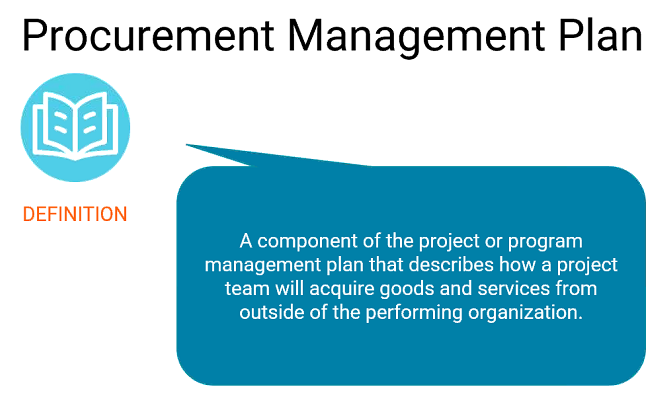 Procurement Management Plan
DEFINITION
A component of the project or program
management plan that describes how a project
team will acquire goods and services from
outside of the performing organization.